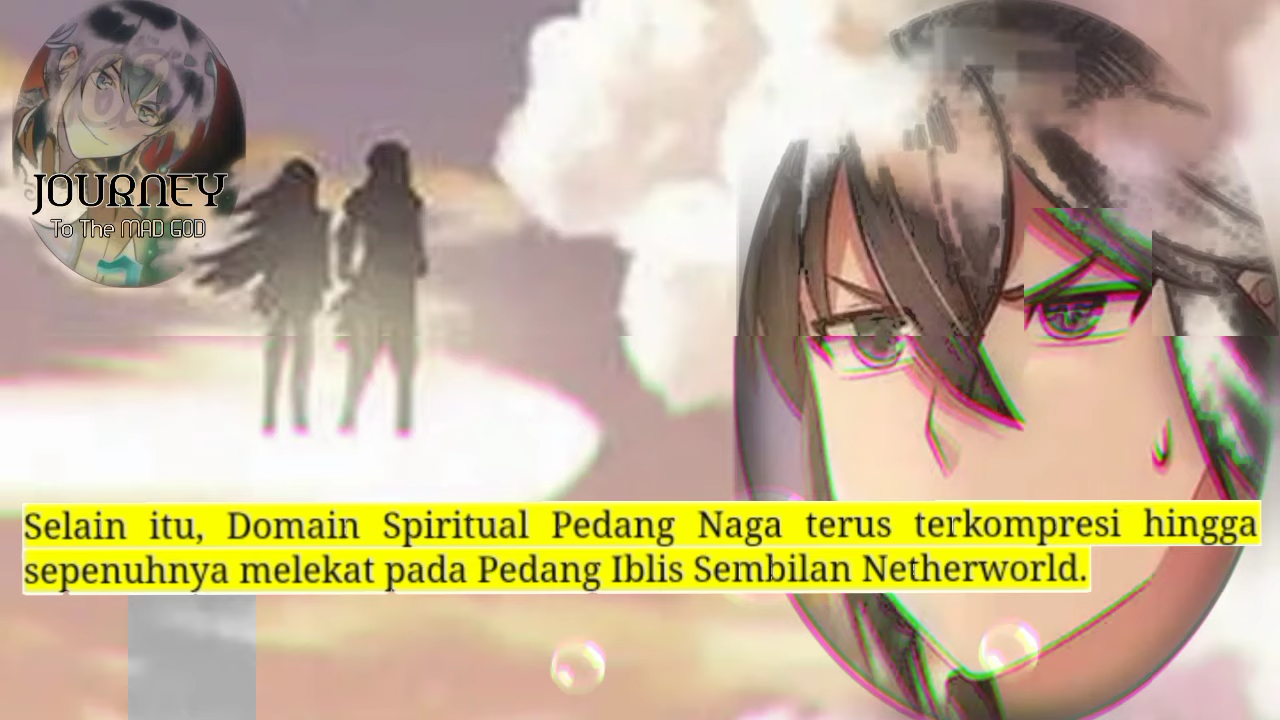 JOURNEY
To The MAD GOD
Selain itu, Domain Spiritual Pedang Naga terus terkompresi hingga
sepenuhnya melekat pada Pedang Iblis Sembilan Netherworld.